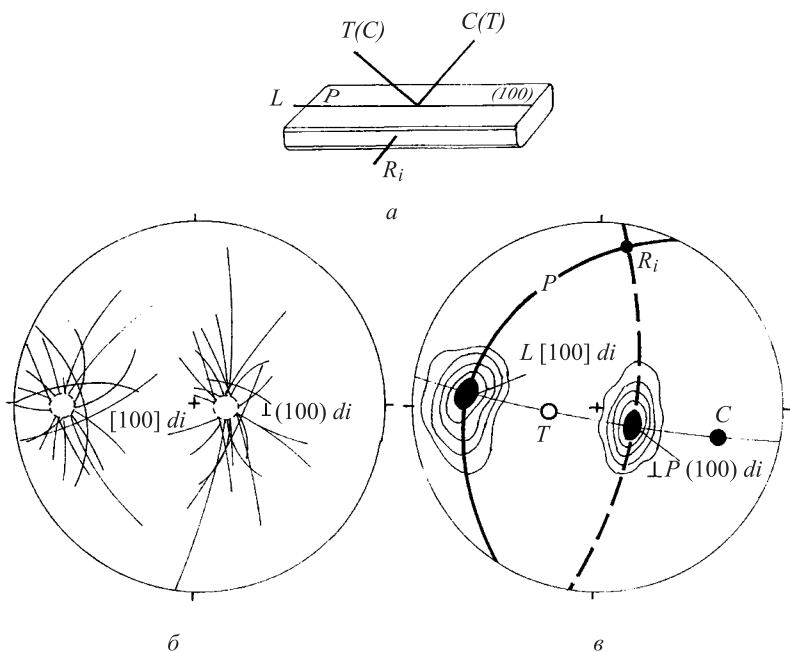 T(C) C(T)
L P (100)
R_i
а
R_i
P
L [100] di
[100] di ⊥(100) di
T C
⊥P (100) di
б в